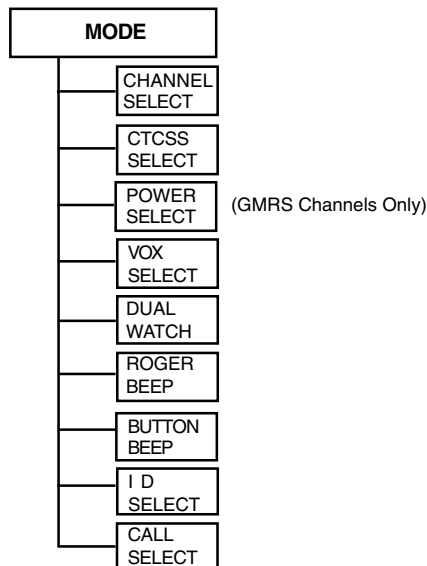 MODE
CHANNEL
SELECT
CTCSS
SELECT
POWER
SELECT
(GMRS Channels Only)
VOX
SELECT
DUAL
WATCH
ROGER
BEEP
BUTTON
BEEP
I D
SELECT
CALL
SELECT